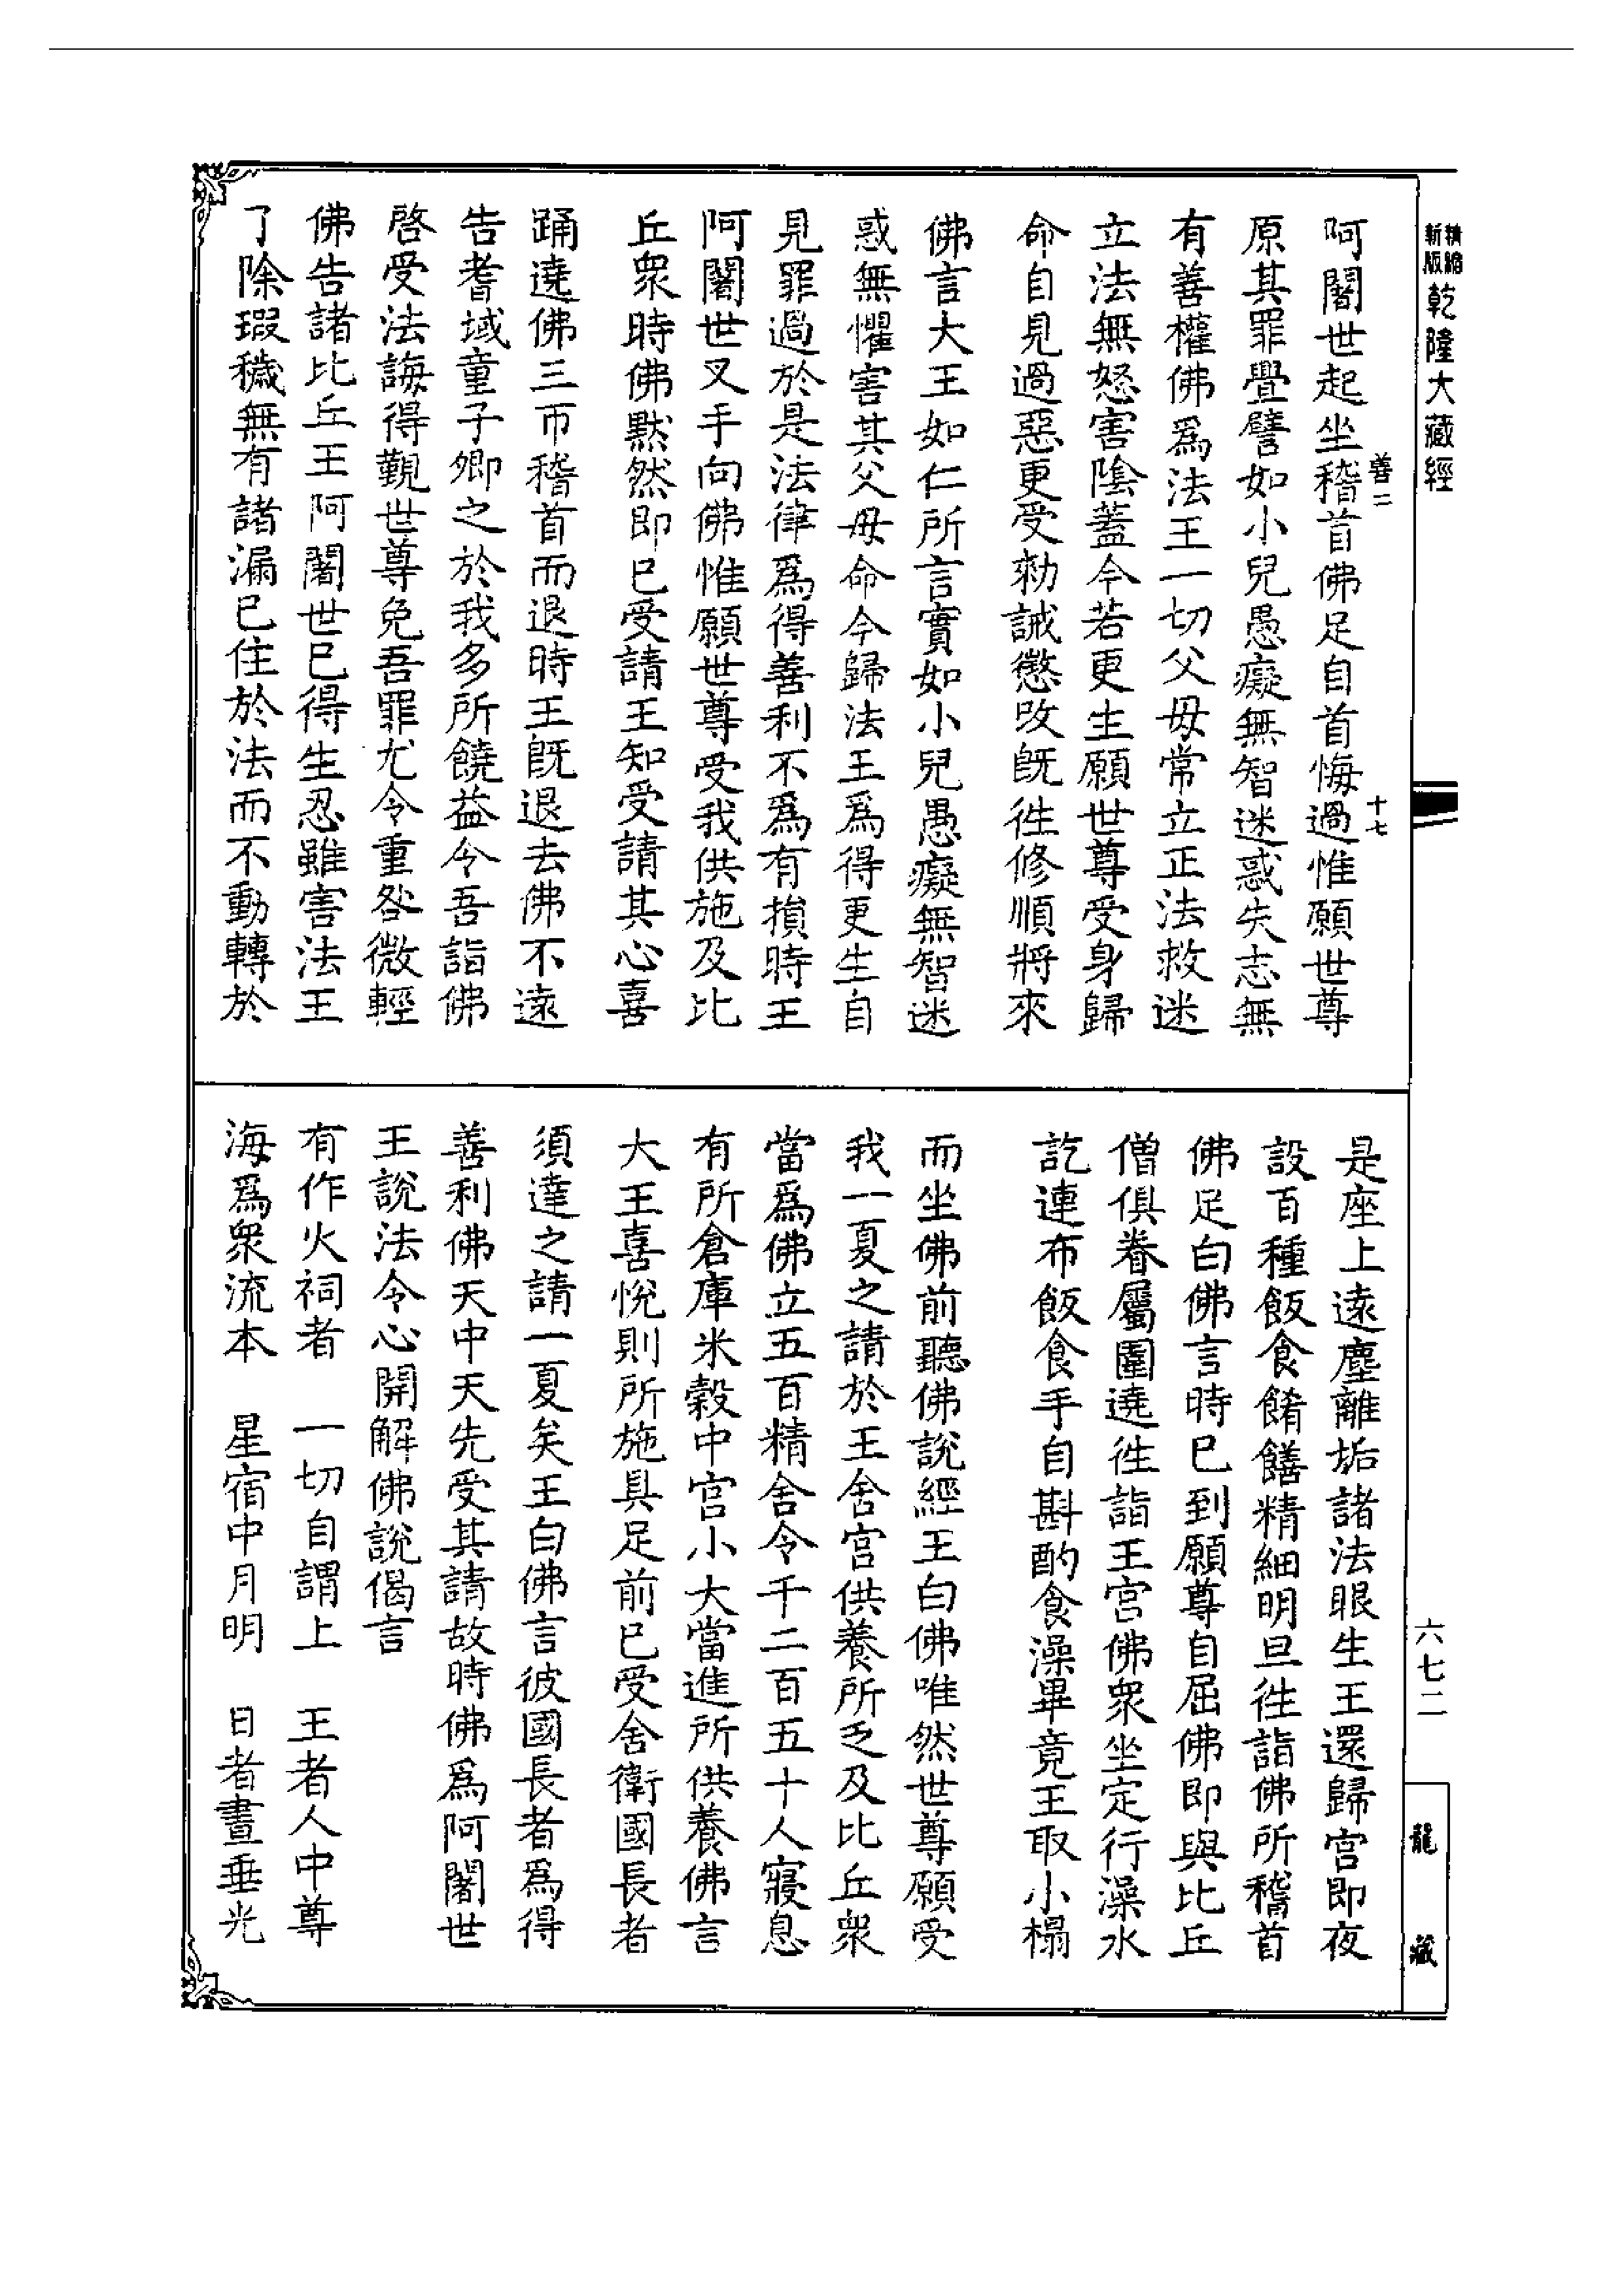 精縮
新版
乾隆大藏經
善二
十七
阿闍世起坐稽首佛足自首悔過惟願世尊
原其罪舋譬如小兒愚癡無智迷惑失志無
有善權佛爲法王一切父母常立正法救迷
立法無怒害陰蓋今若更生願世尊受身歸
命自見過惡更受勑誡懲改旣往修順將來
佛言大王如仁所言實如小兒愚癡無智迷
惑無懼害其父母命今歸法王爲得更生自
見罪過於是法律爲得善利不爲有損時王
阿闍世叉手向佛惟願世尊受我供施及比
丘衆時佛默然即已受請王知受請其心喜
踊遶佛三帀稽首而退時王旣退去佛不遠
告耆域童子卿之於我多所饒益今吾詣佛
啓受法誨得覲世尊免吾罪尤令重咎微輕
佛告諸比丘王阿闍世已得生忍雖害法王
了除瑕穢無有諸漏已住於法而不動轉於
是座上遠塵離垢諸法眼生王還歸宮即夜
設百種飯食餚饍精細明旦往詣佛所稽首
佛足白佛言時已到願尊自屈佛即與比丘
僧俱眷屬圍遶往詣王宮佛衆坐定行澡水
訖連布飯食手自斟酌食澡畢竟王取小榻
而坐佛前聽佛說經王白佛唯然世尊願受
我一夏之請於王舍宮供養所乏及比丘衆
當爲佛立五百精舍令千二百五十人寢息
有所倉庫米穀中宮小大當進所供養佛言
大王喜悅則所施具足前已受舍衛國長者
須達之請一夏矣王白佛言彼國長者爲得
善利佛天中天先受其請故時佛爲阿闍世
王說法令心開解佛說偈言
有作火祠者　一切自謂上　王者人中尊
海爲衆流本　星宿中月明　日者晝垂光
六七二
龍
藏